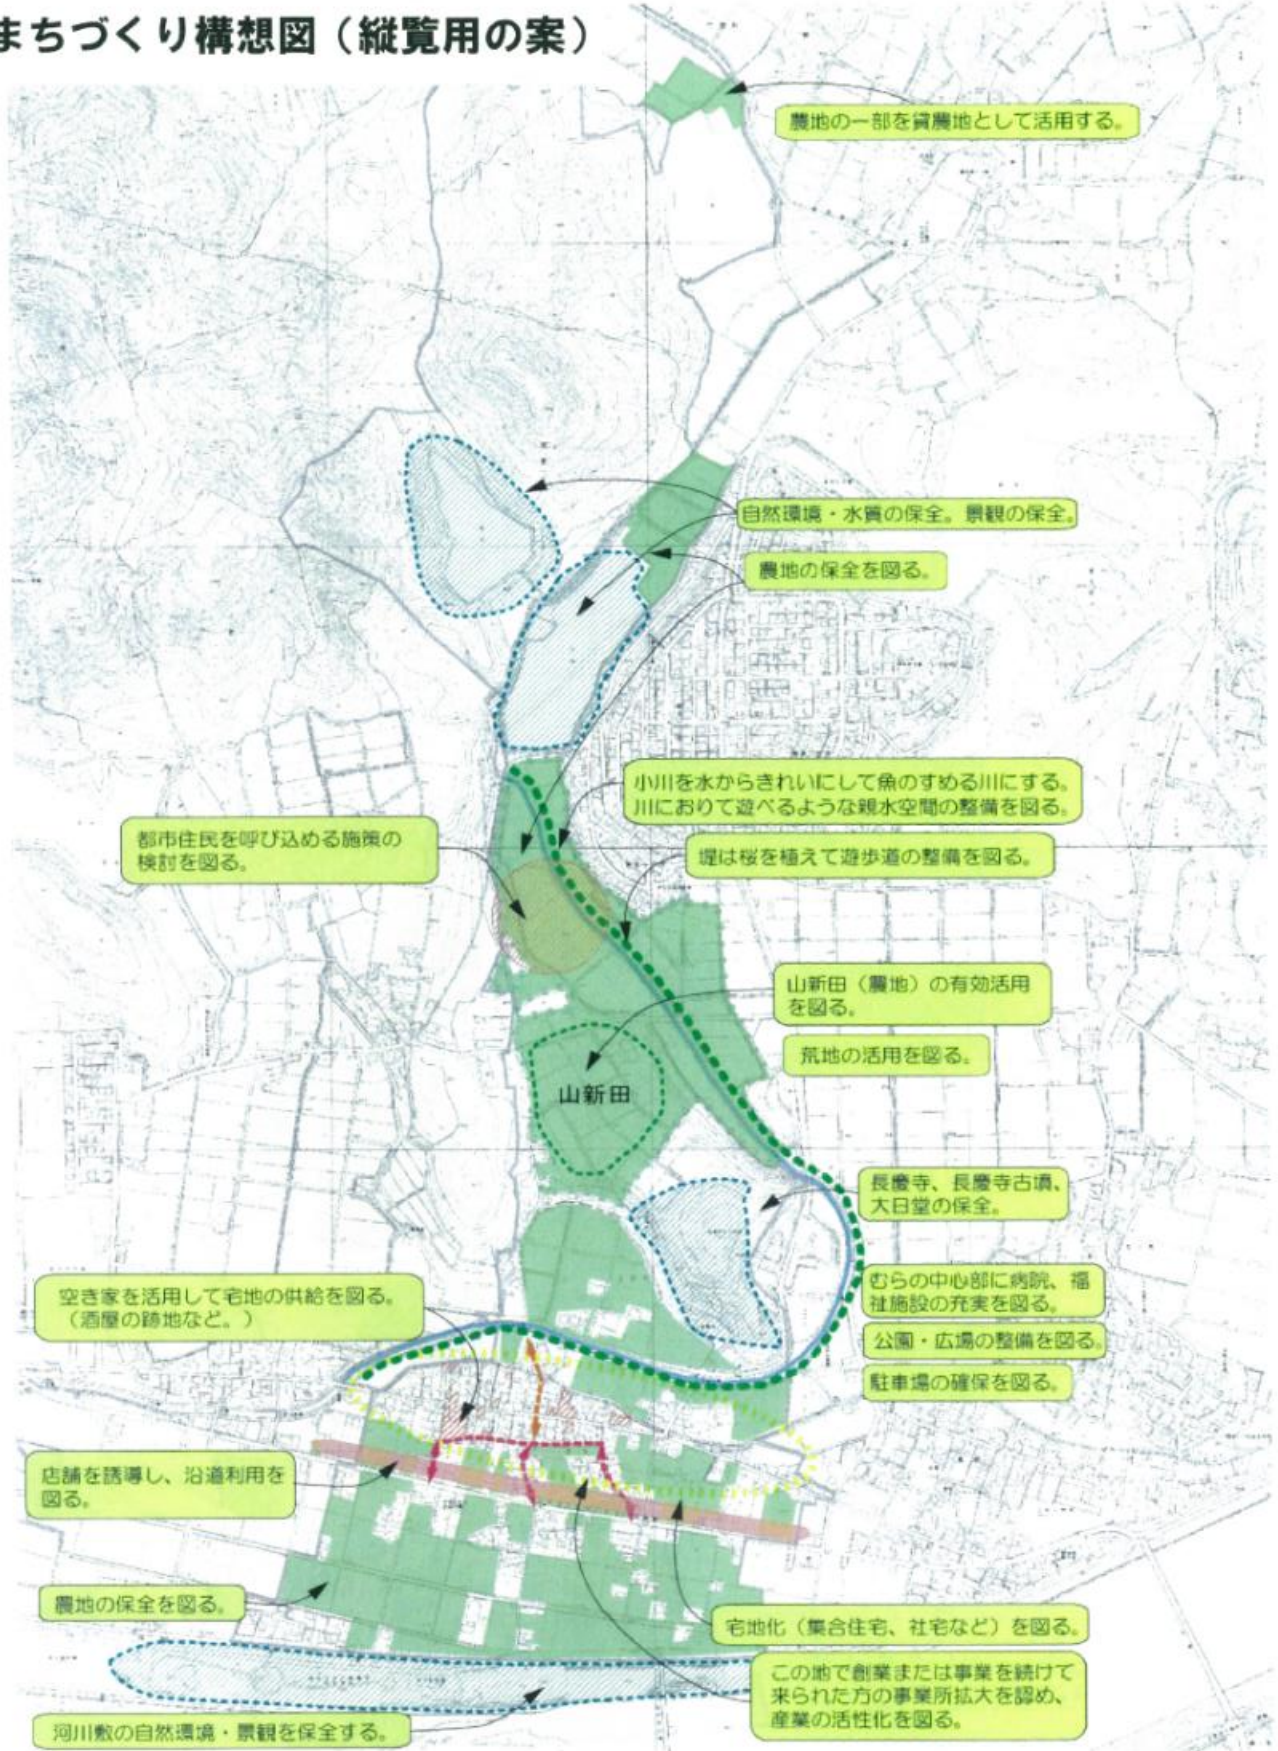 まちづくり構想図（縦覧用の案）
農地の一部を貸農地として活用する。
自然環境・水質の保全。景観の保全。
農地の保全を図る。
小川を水からきれいにして魚のすめる川にする。
川におりて遊べるような親水空間の整備を図る。
都市住民を呼び込める施策の
検討を図る。
堤は桜を植えて遊歩道の整備を図る。
山新田（農地）の有効活用
を図る。
荒地の活用を図る。
山新田
長慶寺、長慶寺古墳、
大日堂の保全。
むらの中心部に病院、福
祉施設の充実を図る。
公園・広場の整備を図る。
駐車場の確保を図る。
空き家を活用して宅地の供給を図る。
（酒屋の跡地など。）
店舗を誘導し、沿道利用を
図る。
農地の保全を図る。
宅地化（集合住宅、社宅など）を図る。
この地で創業または事業を続けて
来られた方の事業所拡大を認め、
産業の活性化を図る。
河川敷の自然環境・景観を保全する。